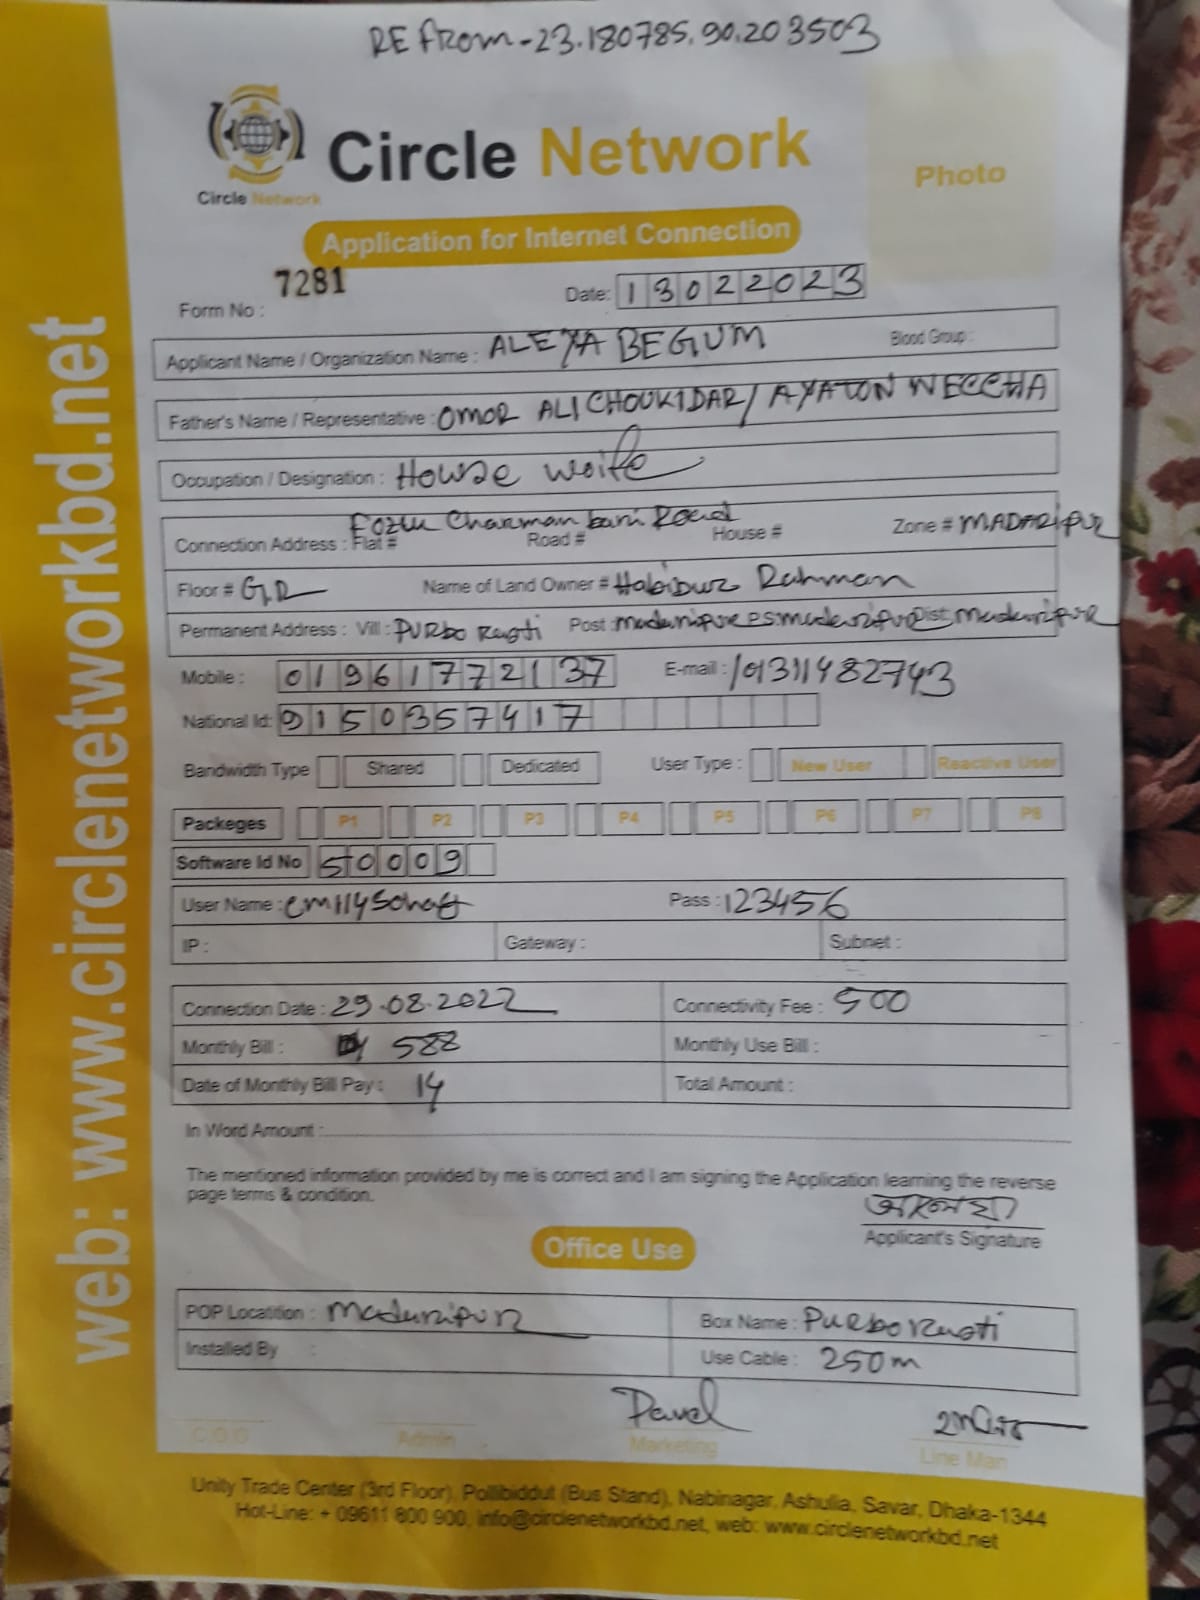 RE from-23.180785.90.203503
Circle Network
Circle Network
Photo
Application for Internet Connection
Form No : 7281
Date: 13022023
Applicant Name / Organization Name : ALEYA BEGUM Blood Group :
Father's Name / Representative : OMOR ALI CHOUKIDAR / AYATON NECCHA
Occupation / Designation : House woife
Connection Address : Flat # Fozlu Charman bari Road Road # House # Zone # MADARIPUR
Floor # GR Name of Land Owner # Habibur Rahman
Permanent Address : Vill : PURBO Rasti Post : madaripur P.S: madaripur Dist: madaripur
Mobile : 01961772137 E-mail : /01311482743
National Id: 9150357417
Bandwidth Type Shared Dedicated User Type : New User Reactive User
Packeges P1 P2 P3 P4 P5 P6 P7 P8
Software Id No 50009
User Name : Pass : 123456
IP : Gateway : Subnet :
Connection Date : 29.08.2022 Connectivity Fee : 500
Monthly Bill : 588 Monthly Use Bill :
Date of Monthly Bill Pay : 14 Total Amount :
In Word Amount :
The mentioned information provided by me is correct and I am signing the Application learning the reverse
page terms & condition.
আলেয়া
Applicant's Signature
Office Use
POP Locatition : Madaripur Box Name : Purbo Rasti
Installed By : Use Cable : 250m
Pavel
C.O.O Admin Marketing Line Man
Unity Trade Center (3rd Floor), Pollibiddut (Bus Stand), Nabinagar, Ashulia, Savar, Dhaka-1344
Hot-Line: + 09611 800 900, info@circlenetworkbd.net, web: www.circlenetworkbd.net
web: www.circlenetworkbd.net